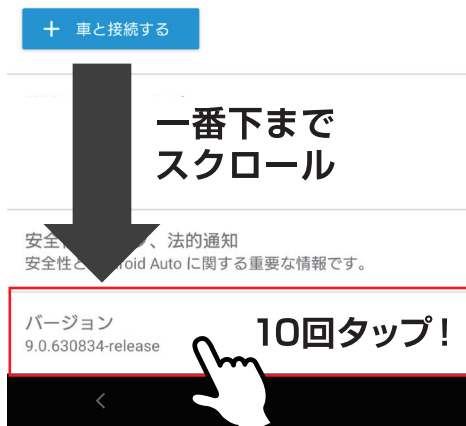 + 車と接続する
一番下まで
スクロール
安全 、法的通知
安全性と oid Auto に関する重要な情報です。
バージョン
9.0.630834-release
10回タップ!